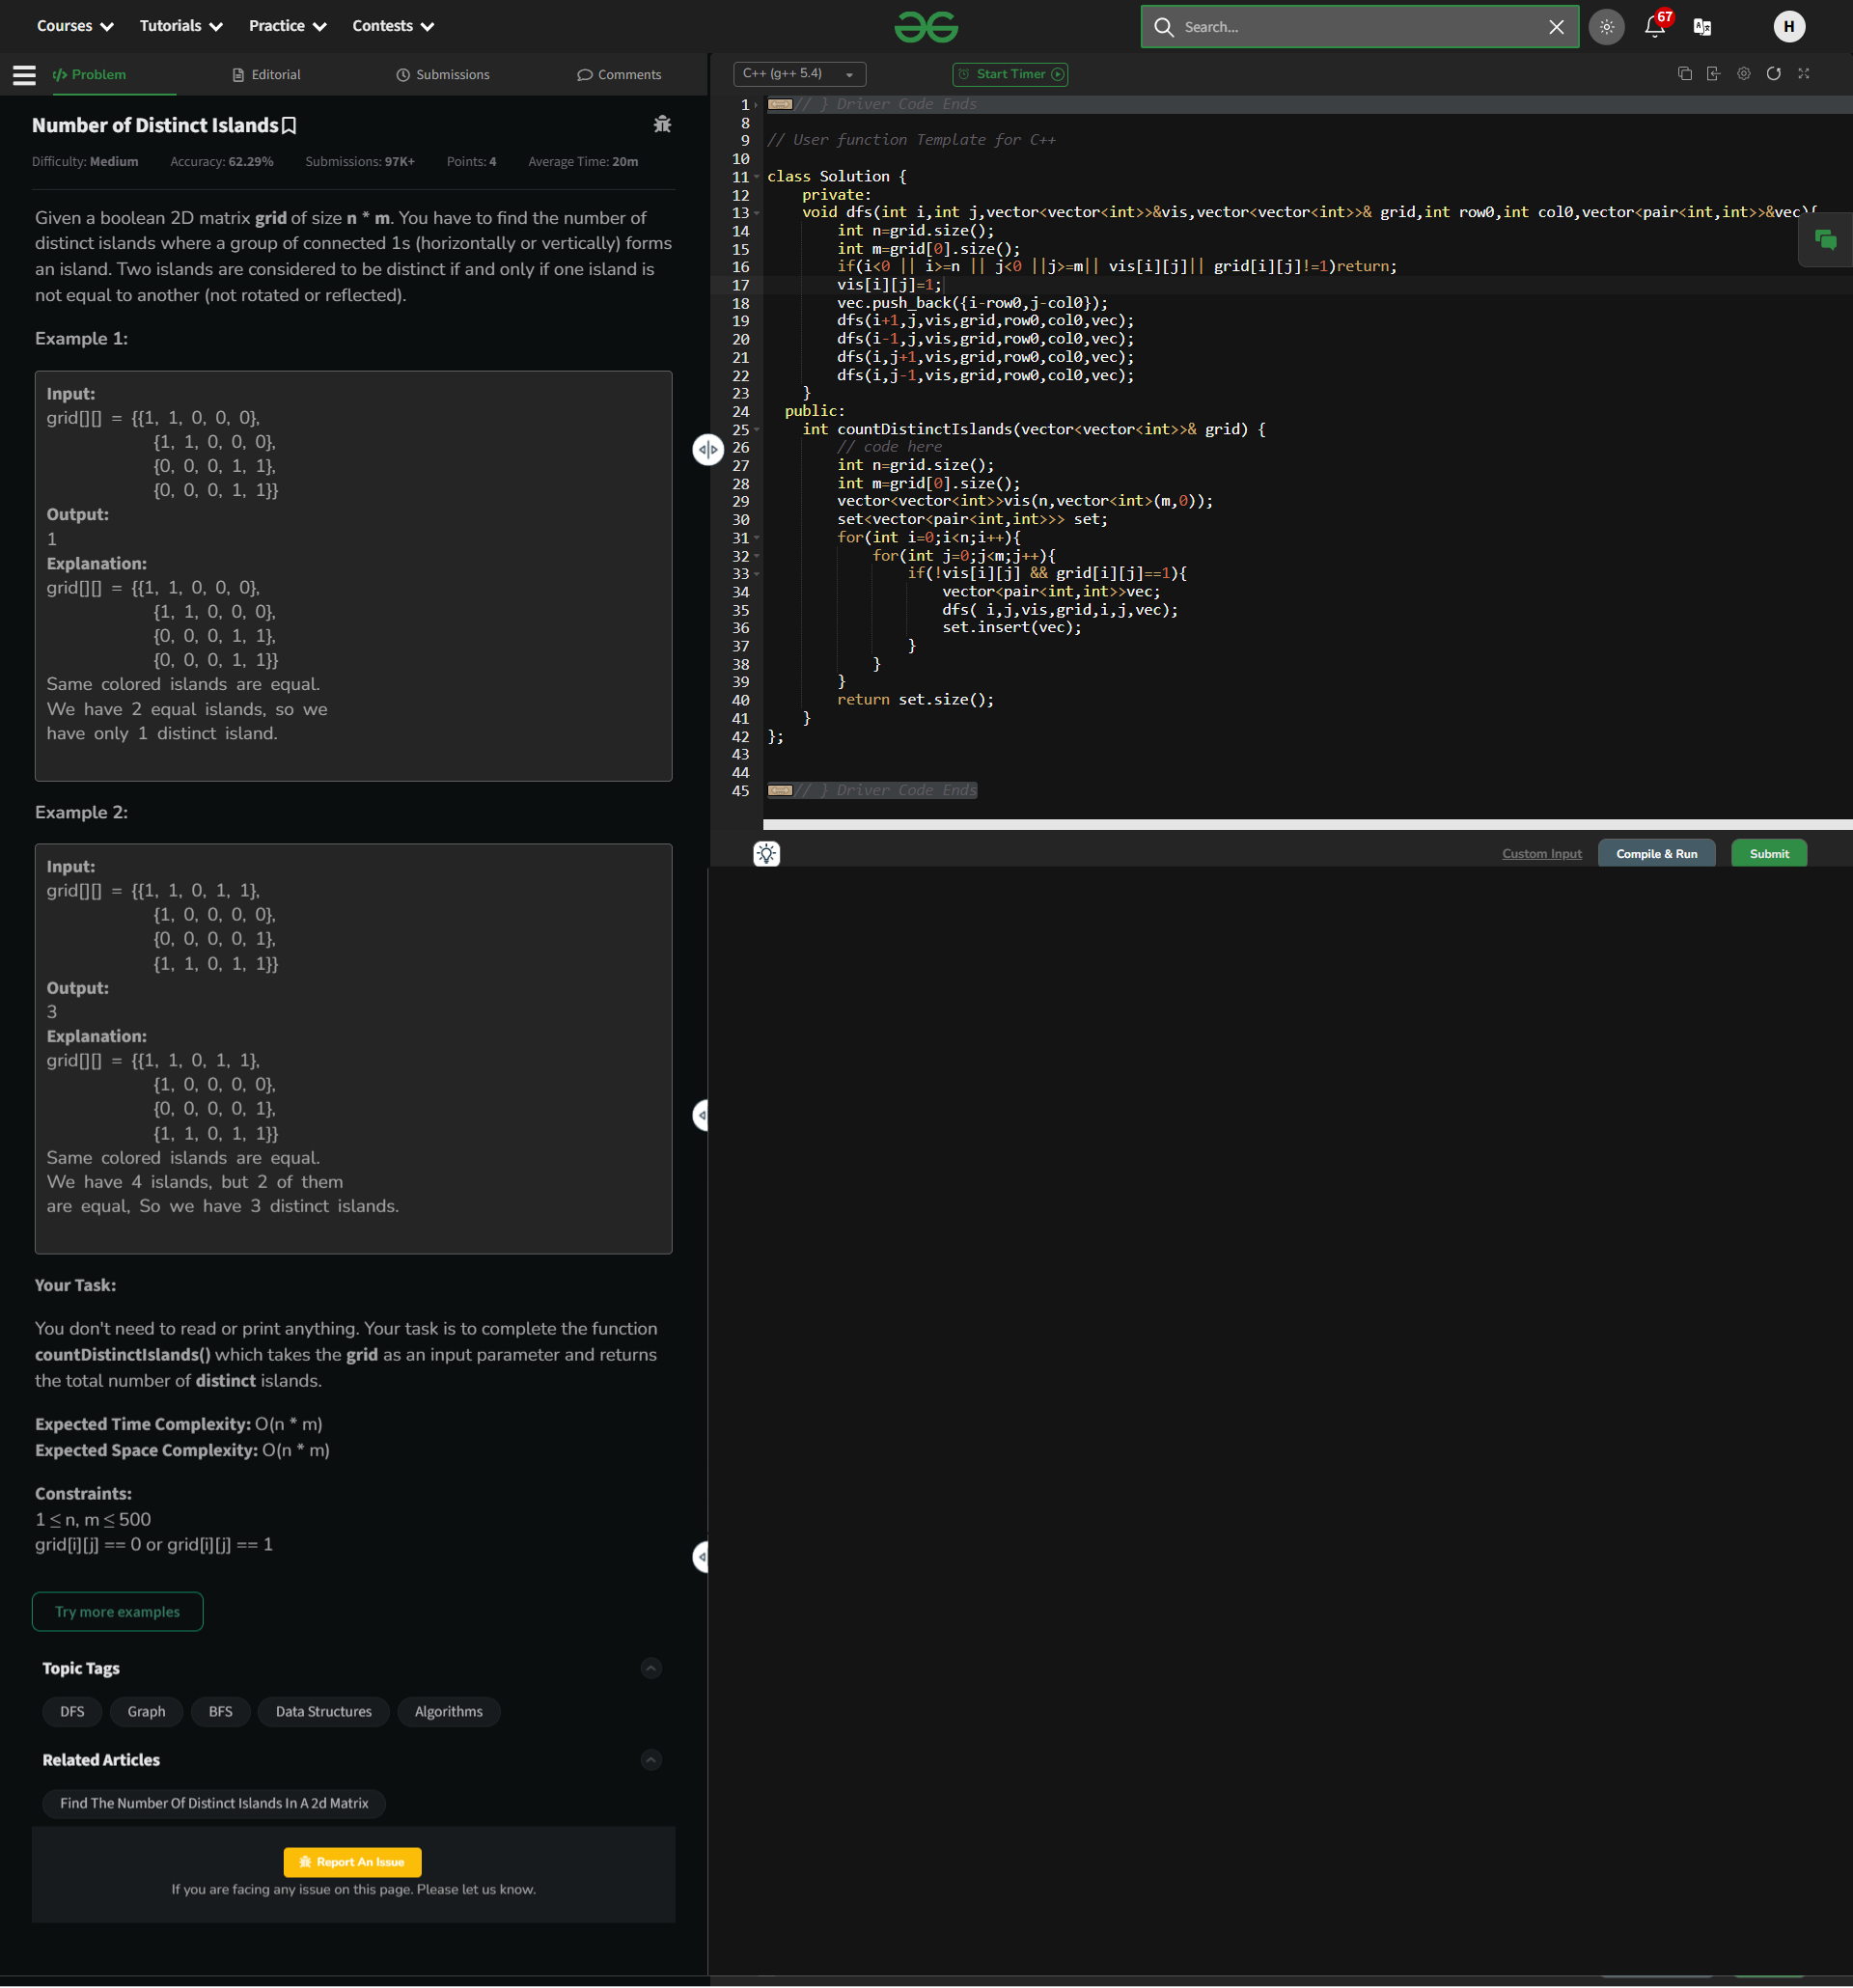 Courses Tutorials Practice Contests Search... 67 H
Problem Editorial Submissions Comments
Number of Distinct Islands
Difficulty: Medium Accuracy: 62.29% Submissions: 97K+ Points: 4 Average Time: 20m
Given a boolean 2D matrix grid of size n * m. You have to find the number of
distinct islands where a group of connected 1s (horizontally or vertically) forms
an island. Two islands are considered to be distinct if and only if one island is
not equal to another (not rotated or reflected).
Example 1:
Input:
grid[][] = {{1, 1, 0, 0, 0},
{1, 1, 0, 0, 0},
{0, 0, 0, 1, 1},
{0, 0, 0, 1, 1}}
Output:
1
Explanation:
grid[][] = {{1, 1, 0, 0, 0},
{1, 1, 0, 0, 0},
{0, 0, 0, 1, 1},
{0, 0, 0, 1, 1}}
Same colored islands are equal.
We have 2 equal islands, so we
have only 1 distinct island.
Example 2:
Input:
grid[][] = {{1, 1, 0, 1, 1},
{1, 0, 0, 0, 0},
{0, 0, 0, 0, 1},
{1, 1, 0, 1, 1}}
Output:
3
Explanation:
grid[][] = {{1, 1, 0, 1, 1},
{1, 0, 0, 0, 0},
{0, 0, 0, 0, 1},
{1, 1, 0, 1, 1}}
Same colored islands are equal.
We have 4 islands, but 2 of them
are equal, So we have 3 distinct islands.
Your Task:
You don't need to read or print anything. Your task is to complete the function
countDistinctIslands() which takes the grid as an input parameter and returns
the total number of distinct islands.
Expected Time Complexity: O(n * m)
Expected Space Complexity: O(n * m)
Constraints:
1 ≤ n, m ≤ 500
grid[i][j] == 0 or grid[i][j] == 1
Try more examples
Topic Tags
DFS Graph BFS Data Structures Algorithms
Related Articles
Find The Number Of Distinct Islands In A 2d Matrix
Report An Issue
If you are facing any issue on this page. Please let us know.
C++ (g++ 5.4) Start Timer
1 // } Driver Code Ends
8
9 // User function Template for C++
10
11 class Solution {
12 private:
13 void dfs(int i,int j,vector<vector<int>>&vis,vector<vector<int>>& grid,int row0,int col0,vector<pair<int,int>>&vec){
14 int n=grid.size();
15 int m=grid[0].size();
16 if(i<0 || i>=n || j<0 ||j>=m|| vis[i][j]|| grid[i][j]!=1)return;
17 vis[i][j]=1;
18 vec.push_back({i-row0,j-col0});
19 dfs(i+1,j,vis,grid,row0,col0,vec);
20 dfs(i-1,j,vis,grid,row0,col0,vec);
21 dfs(i,j+1,vis,grid,row0,col0,vec);
22 dfs(i,j-1,vis,grid,row0,col0,vec);
23 }
24 public:
25 int countDistinctIslands(vector<vector<int>>& grid) {
26 // code here
27 int n=grid.size();
28 int m=grid[0].size();
29 vector<vector<int>>vis(n,vector<int>(m,0));
30 set<vector<pair<int,int>>> set;
31 for(int i=0;i<n;i++){
32 for(int j=0;j<m;j++){
33 if(!vis[i][j] && grid[i][j]==1){
34 vector<pair<int,int>>vec;
35 dfs( i,j,vis,grid,i,j,vec);
36 set.insert(vec);
37 }
38 }
39 }
40 return set.size();
41 }
42 };
43
44
45 // } Driver Code Ends
Custom Input Compile & Run Submit